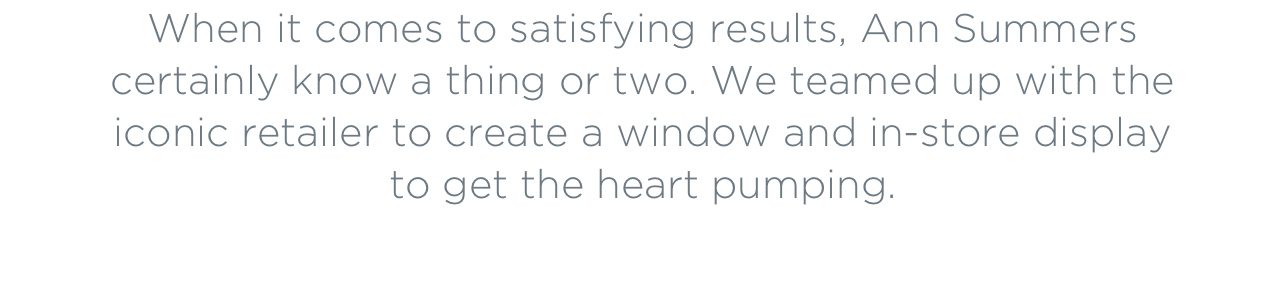 When it comes to satisfying results, Ann Summers
certainly know a thing or two. We teamed up with the
iconic retailer to create a window and in-store display
to get the heart pumping.